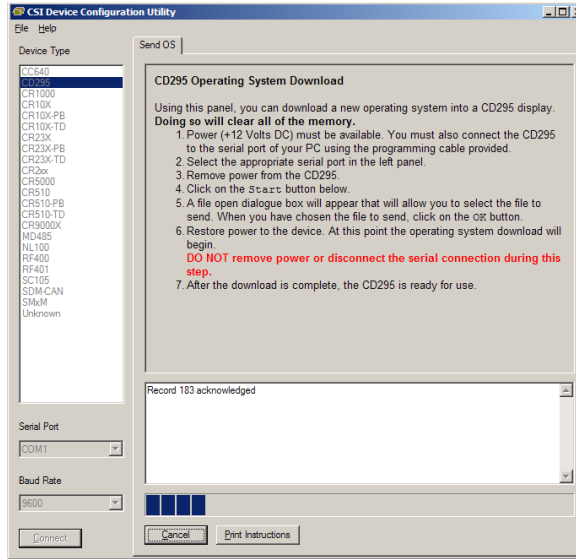 CSI Device Configuration Utility
File Help
Device Type
CC640
CD295
CR1000
CR10X
CR10X-PB
CR10X-TD
CR23X
CR23X-PB
CR23X-TD
CR2xx
CR5000
CR510
CR510-PB
CR510-TD
CR9000X
MD485
NL100
RF400
RF401
SC105
SDM-CAN
SMxM
Unknown
Serial Port
COM1
Baud Rate
9600
Connect
Send OS
CD295 Operating System Download
Using this panel, you can download a new operating system into a CD295 display.
Doing so will clear all of the memory.
1. Power (+12 Volts DC) must be available. You must also connect the CD295
to the serial port of your PC using the programming cable provided.
2. Select the appropriate serial port in the left panel.
3. Remove power from the CD295.
4. Click on the Start button below.
5. A file open dialogue box will appear that will allow you to select the file to
send. When you have chosen the file to send, click on the OK button.
6. Restore power to the device. At this point the operating system download will
begin.
DO NOT remove power or disconnect the serial connection during this
step.
7. After the download is complete, the CD295 is ready for use.
Record 183 acknowledged
Cancel Print Instructions